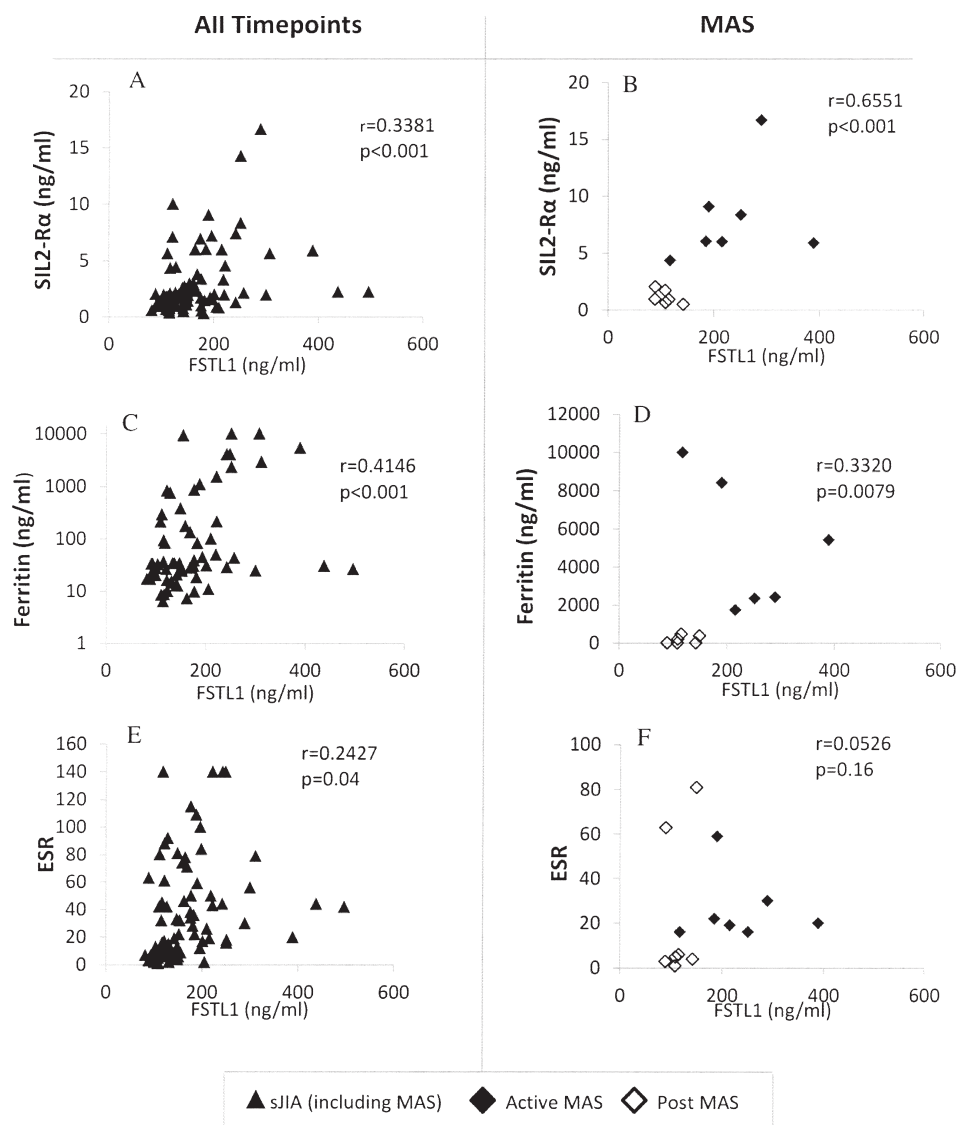 All Timepoints
MAS
A
SIL2-Rα (ng/ml)
20
15
10
5
0
r=0.3381
p<0.001
0 200 400 600
FSTL1 (ng/ml)
B
SIL2-Rα (ng/ml)
20
15
10
5
0
r=0.6551
p<0.001
0 200 400 600
FSTL1 (ng/ml)
C
Ferritin (ng/ml)
10000
1000
100
10
1
r=0.4146
p<0.001
0 200 400 600
FSTL1 (ng/ml)
D
Ferritin (ng/ml)
12000
10000
8000
6000
4000
2000
0
r=0.3320
p=0.0079
0 200 400 600
FSTL1 (ng/ml)
E
ESR
160
140
120
100
80
60
40
20
0
r=0.2427
p=0.04
0 200 400 600
FSTL1 (ng/ml)
F
ESR
100
80
60
40
20
0
r=0.0526
p=0.16
0 200 400 600
FSTL1 (ng/ml)
sJIA (including MAS) Active MAS Post MAS